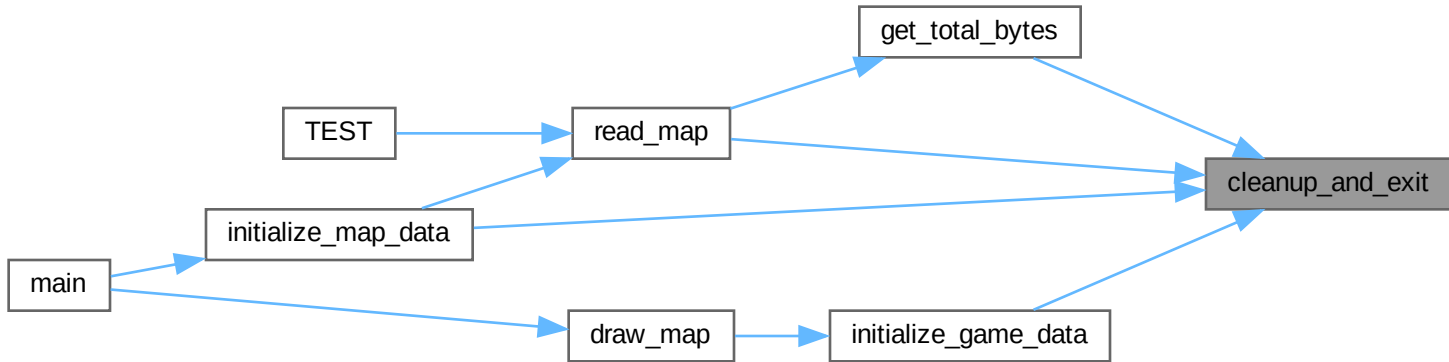 get_total_bytes
TEST
read_map
cleanup_and_exit
initialize_map_data
main
draw_map
initialize_game_data